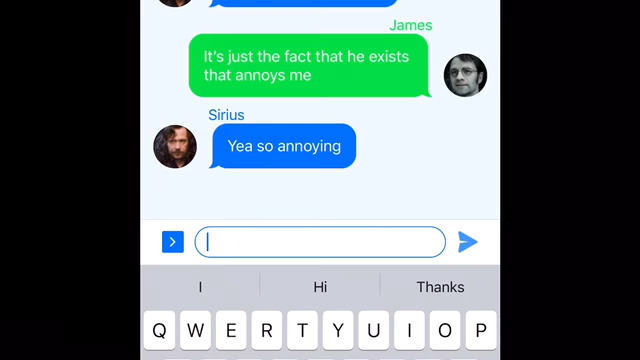 James
It's just the fact that he exists
that annoys me
Sirius
Yea so annoying
I Hi Thanks
Q W E R T Y U I O P